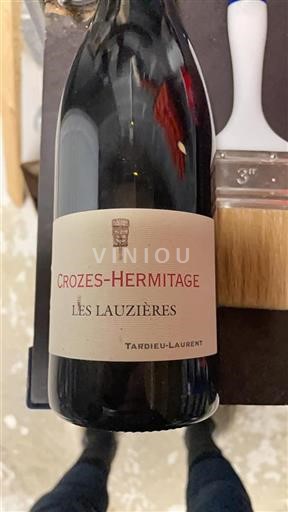 VINIOU
CROZES-HERMITAGE
LES LAUZIÈRES
TARDIEU-LAURENT
3"